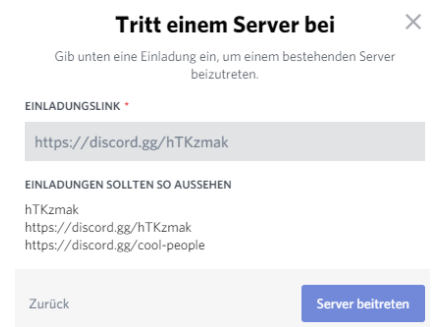 Tritt einem Server bei
Gib unten eine Einladung ein, um einem bestehenden Server
beizutreten.
EINLADUNGSLINK *
https://discord.gg/hTKzmak
EINLADUNGEN SOLLTEN SO AUSSEHEN
hTKzmak
https://discord.gg/hTKzmak
https://discord.gg/cool-people
Zurück
Server beitreten